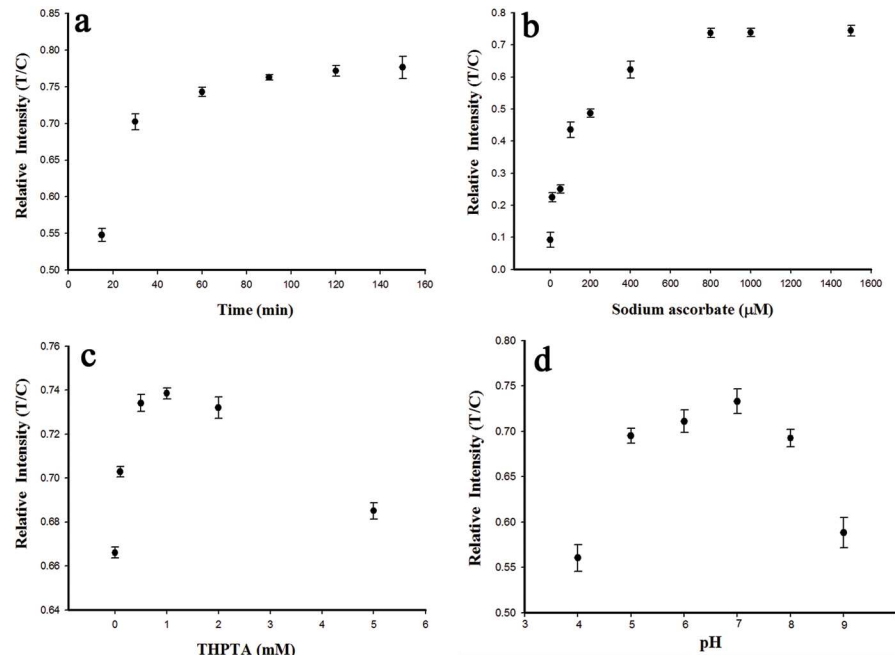 a
0.85
0.80
0.75
0.70
0.65
0.60
0.55
0.50
0 20 40 60 80 100 120 140 160
Relative Intensity (T/C)
Time (min)
b
0.8
0.7
0.6
0.5
0.4
0.3
0.2
0.1
0.0
0 200 400 600 800 1000 1200 1400 1600
Relative Intensity (T/C)
Sodium ascorbate (μM)
c
0.76
0.74
0.72
0.70
0.68
0.66
0.64
0 1 2 3 4 5 6
Relative Intensity (T/C)
THPTA (mM)
d
0.80
0.75
0.70
0.65
0.60
0.55
0.50
3 4 5 6 7 8 9
Relative Intensity (T/C)
pH